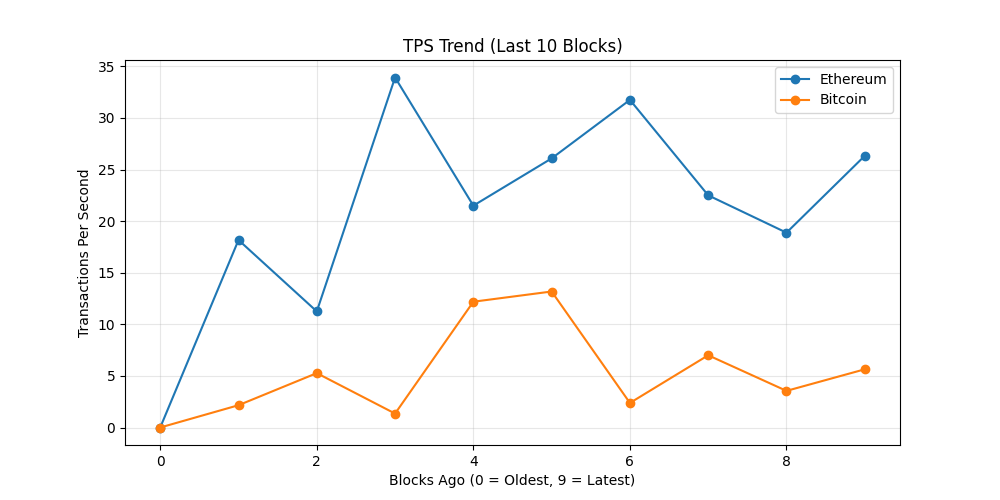 TPS Trend (Last 10 Blocks)
Ethereum
Bitcoin
Transactions Per Second
35
30
25
20
15
10
5
0
0 2 4 6 8
Blocks Ago (0 = Oldest, 9 = Latest)